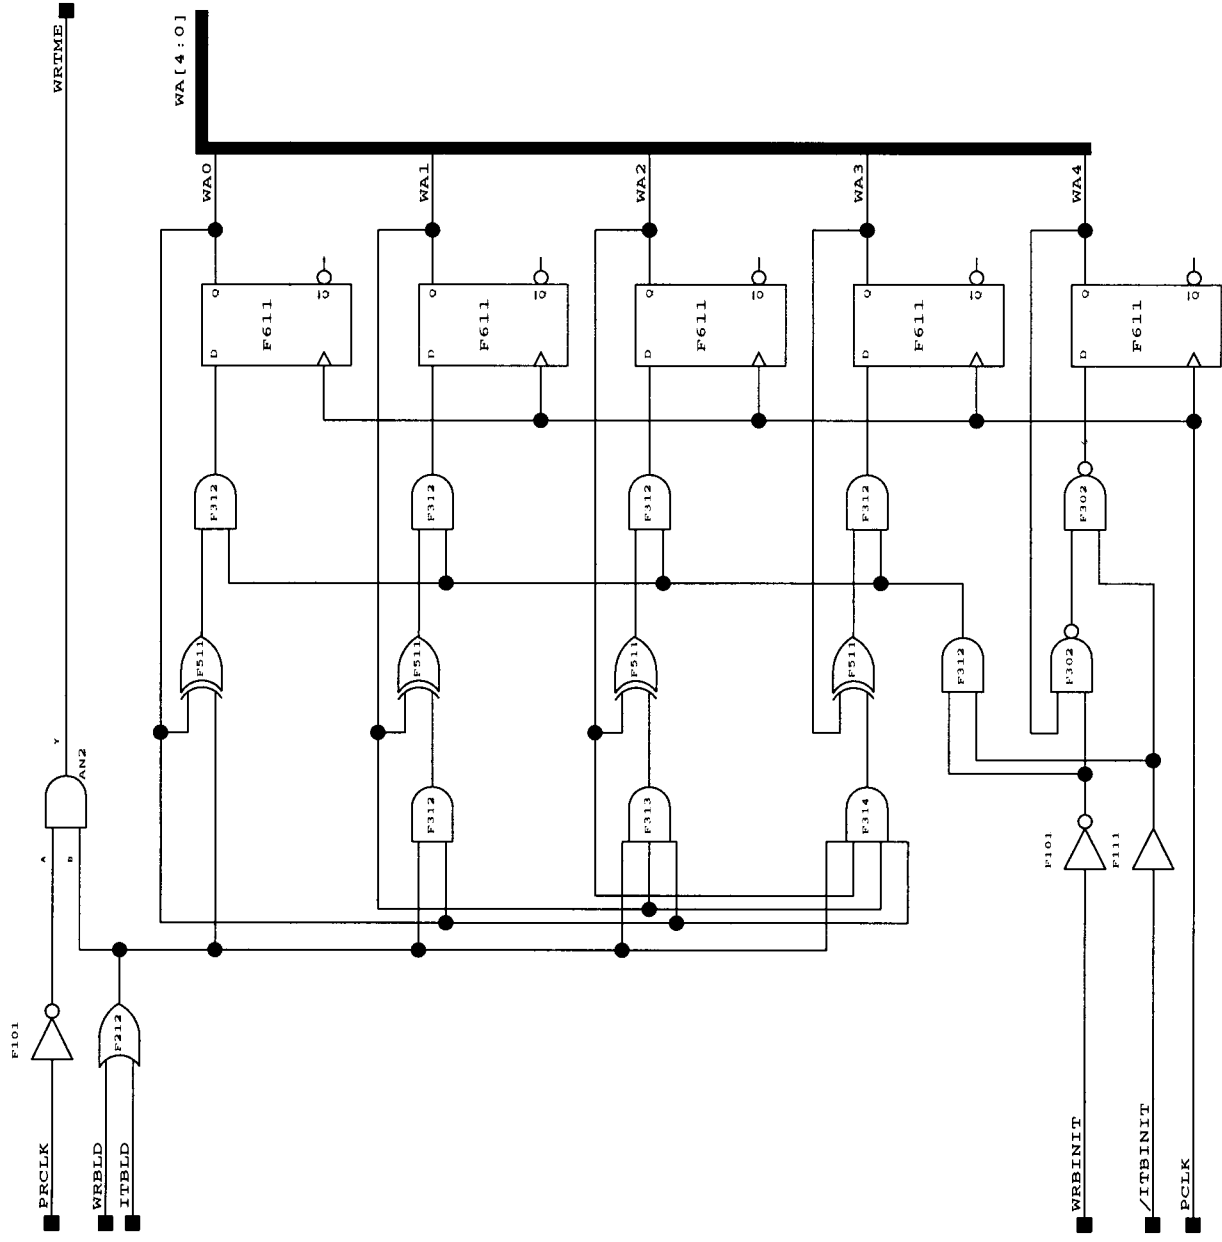 WRTME
WA[4:0]
WA0
WA1
WA2
WA3
WA4
Q
Q
F611
D
Q
Q
F611
D
Q
Q
F611
D
Q
Q
F611
D
Q
Q
F611
D
F312
F312
F312
F312
F302
F511
F511
F511
F511
F312
F302
Y
AN2
F312
F313
F314
A
B
F101
F111
F101
F212
PRCLK
WRBLD
ITBLD
WRBINIT
/ITBINIT
PCLK